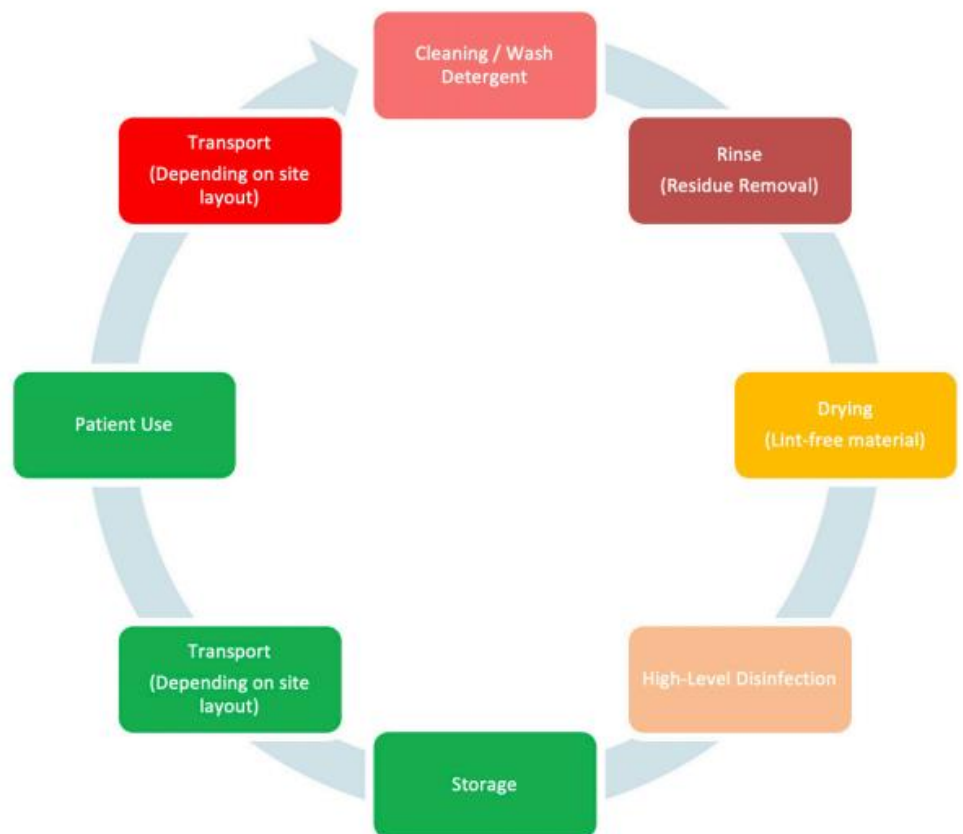 Cleaning / Wash
Detergent
Rinse
(Residue Removal)
Drying
(Lint-free material)
High-Level Disinfection
Storage
Transport
(Depending on site
layout)
Patient Use
Transport
(Depending on site
layout)